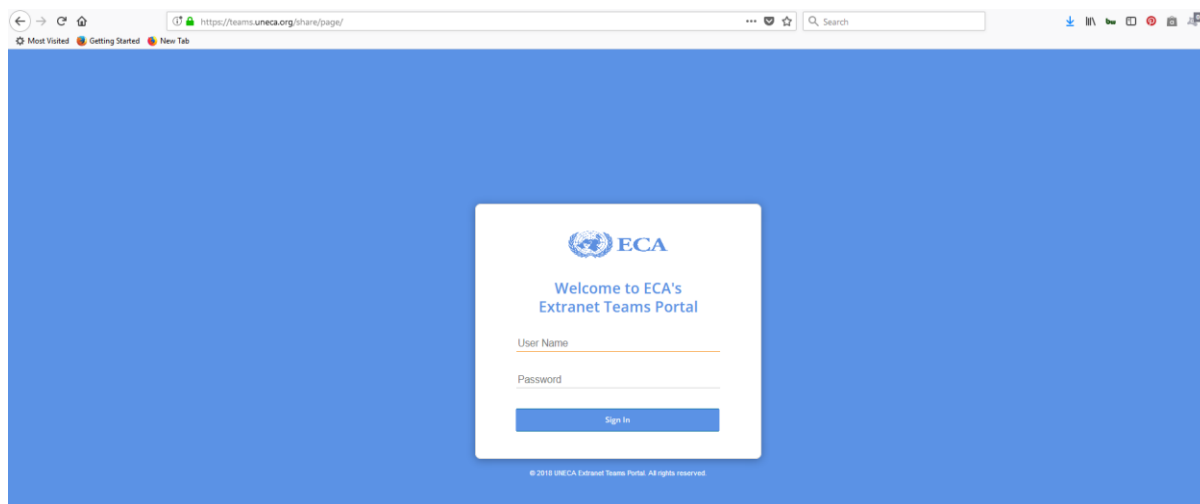 https://teams.uneca.org/share/page/
Search
Most Visited
Getting Started
New Tab
ECA
Welcome to ECA's
Extranet Teams Portal
User Name
Password
Sign In
© 2018 UNECA Extranet Teams Portal. All rights reserved.